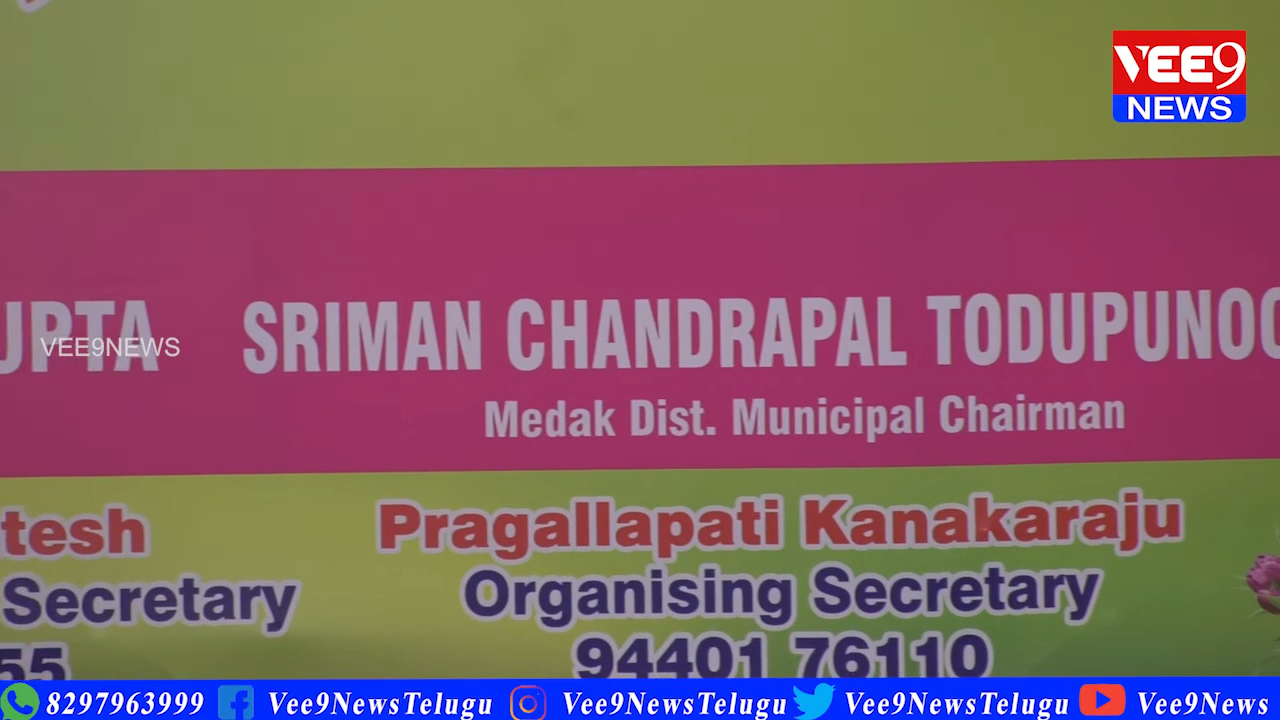 VEE9
NEWS
UPTA SRIMAN CHANDRAPAL TODUPUNOO
VEE9NEWS
Medak Dist. Municipal Chairman
tesh Pragallapati Kanakaraju
Secretary Organising Secretary
55 94401 76110
8297963999 Vee9NewsTelugu Vee9NewsTelugu Vee9NewsTelugu Vee9News